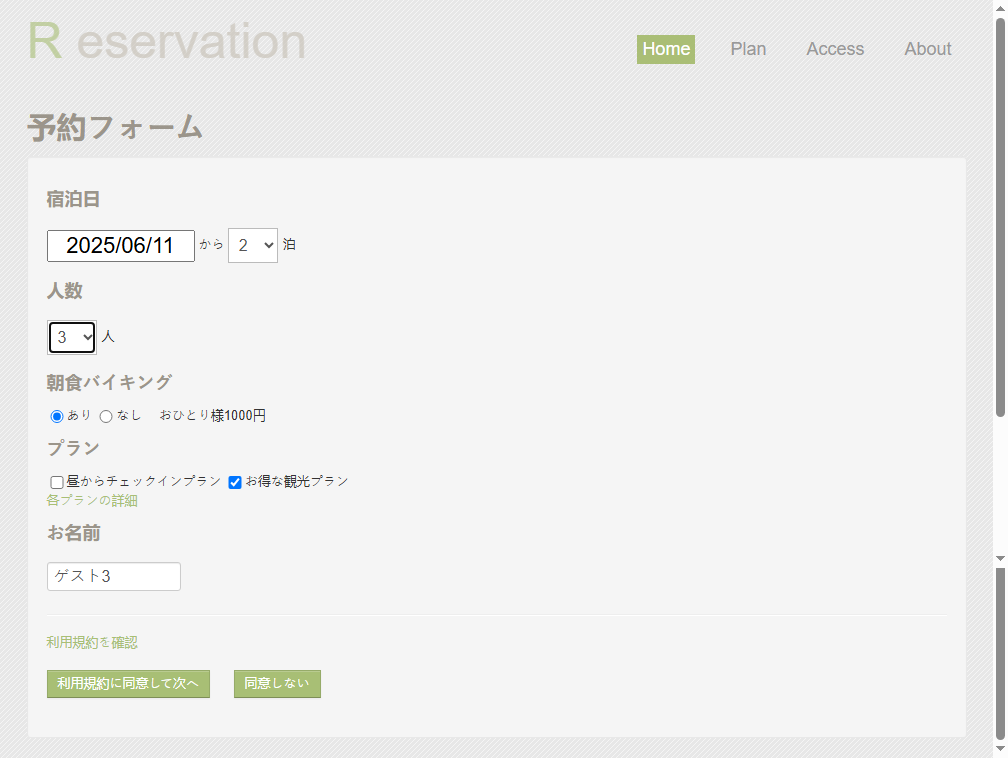 R eservation
Home Plan Access About
予約フォーム
宿泊日
2025/06/11 から 2 泊
人数
3 人
朝食バイキング
あり なし おひとり様1000円
プラン
昼からチェックインプラン お得な観光プラン
各プランの詳細
お名前
ゲスト3
利用規約を確認
利用規約に同意して次へ 同意しない